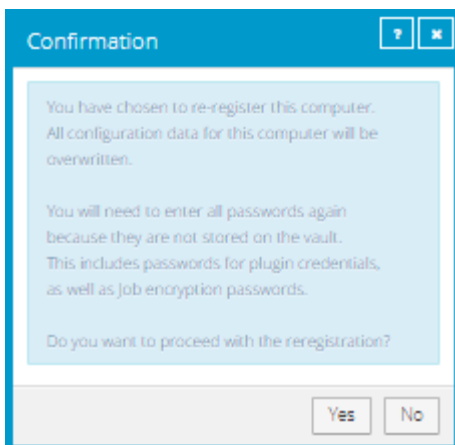 Confirmation
? ×
You have chosen to re-register this computer.
All configuration data for this computer will be
overwritten.
You will need to enter all passwords again
because they are not stored on the vault.
This includes passwords for plugin credentials,
as well as Job encryption passwords.
Do you want to proceed with the reregistration?
Yes No